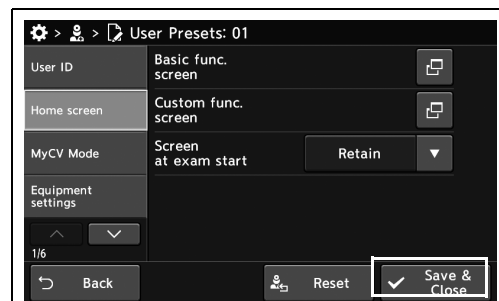 > > User Presets: 01
User ID
Home screen
MyCV Mode
Equipment
settings
1/6
Basic func.
screen
Custom func.
screen
Screen
at exam start
Retain
Back
Reset
Save &
Close